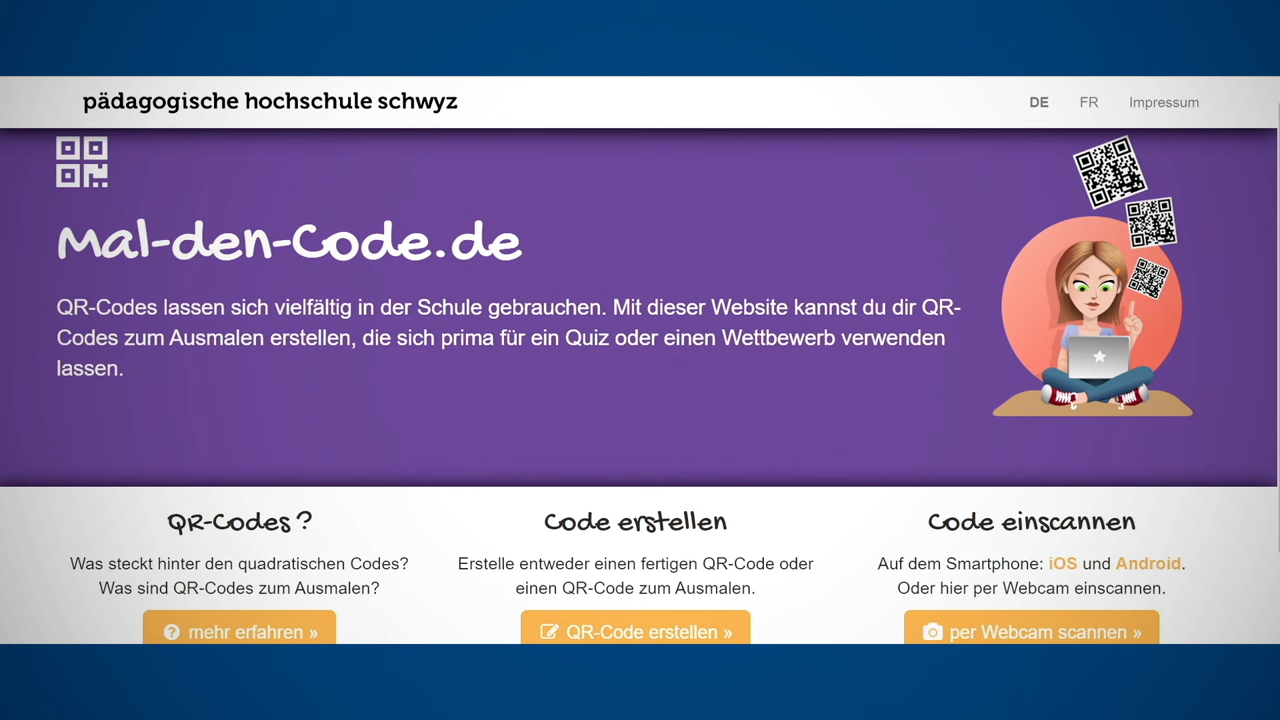 pädagogische hochschule schwyz
DE FR Impressum
Mal-den-Code.de
QR-Codes lassen sich vielfältig in der Schule gebrauchen. Mit dieser Website kannst du dir QR-
Codes zum Ausmalen erstellen, die sich prima für ein Quiz oder einen Wettbewerb verwenden
lassen.
QR-Codes ?
Was steckt hinter den quadratischen Codes?
Was sind QR-Codes zum Ausmalen?
mehr erfahren »
Code erstellen
Erstelle entweder einen fertigen QR-Code oder
einen QR-Code zum Ausmalen.
QR-Code erstellen »
Code einscannen
Auf dem Smartphone: iOS und Android.
Oder hier per Webcam einscannen.
per Webcam scannen »